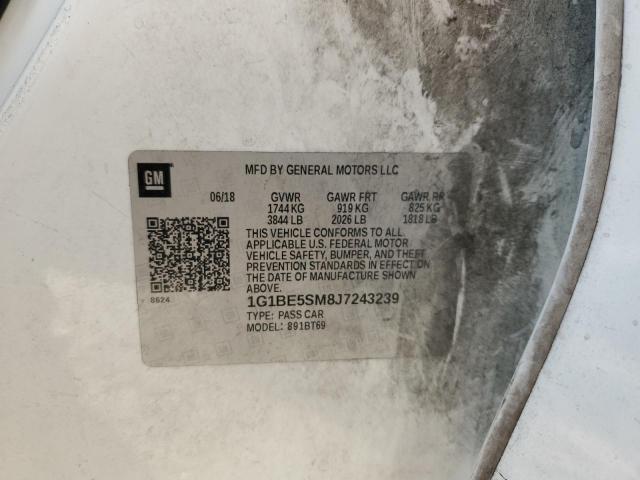 GM
MFD BY GENERAL MOTORS LLC
06/18 GVWR GAWR FRT GAWR RR
1744 KG 919 KG 825 KG
3844 LB 2026 LB 1818 LB
THIS VEHICLE CONFORMS TO ALL
APPLICABLE U.S. FEDERAL MOTOR
VEHICLE SAFETY, BUMPER, AND THEFT
PREVENTION STANDARDS IN EFFECT ON
THE DATE OF MANUFACTURE SHOWN
ABOVE.
8624 1G1BE5SM8J7243239
TYPE: PASS CAR
MODEL: 891BT69